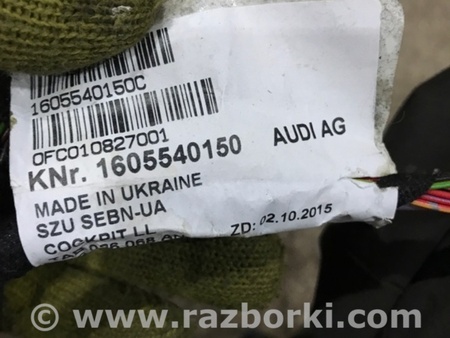 1605540150C
0FC010827001
KNr. 1605540150
AUDI AG
MADE IN UKRAINE
SZU SEBN-UA
COCKPIT LL
ZD: 02.10.2015
© www.razborki.com